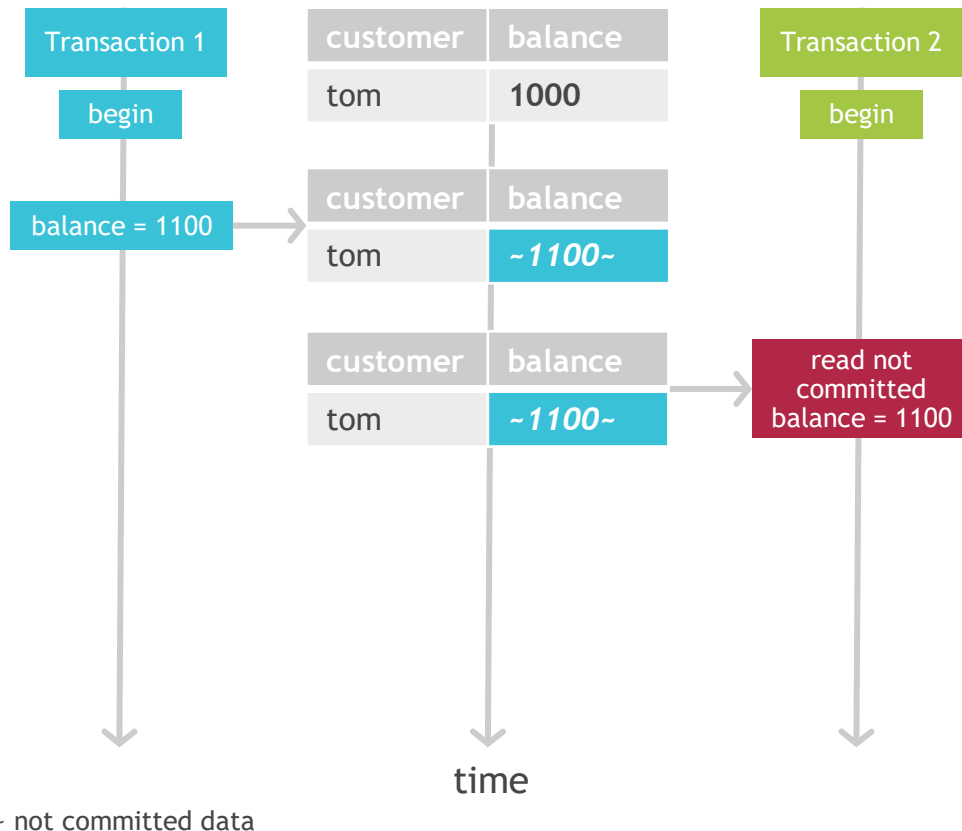 Transaction 1
customer balance
Transaction 2
tom 1000
begin
begin
customer balance
balance = 1100
tom ~1100~
customer balance
read not
committed
balance = 1100
tom ~1100~
time
~ not committed data